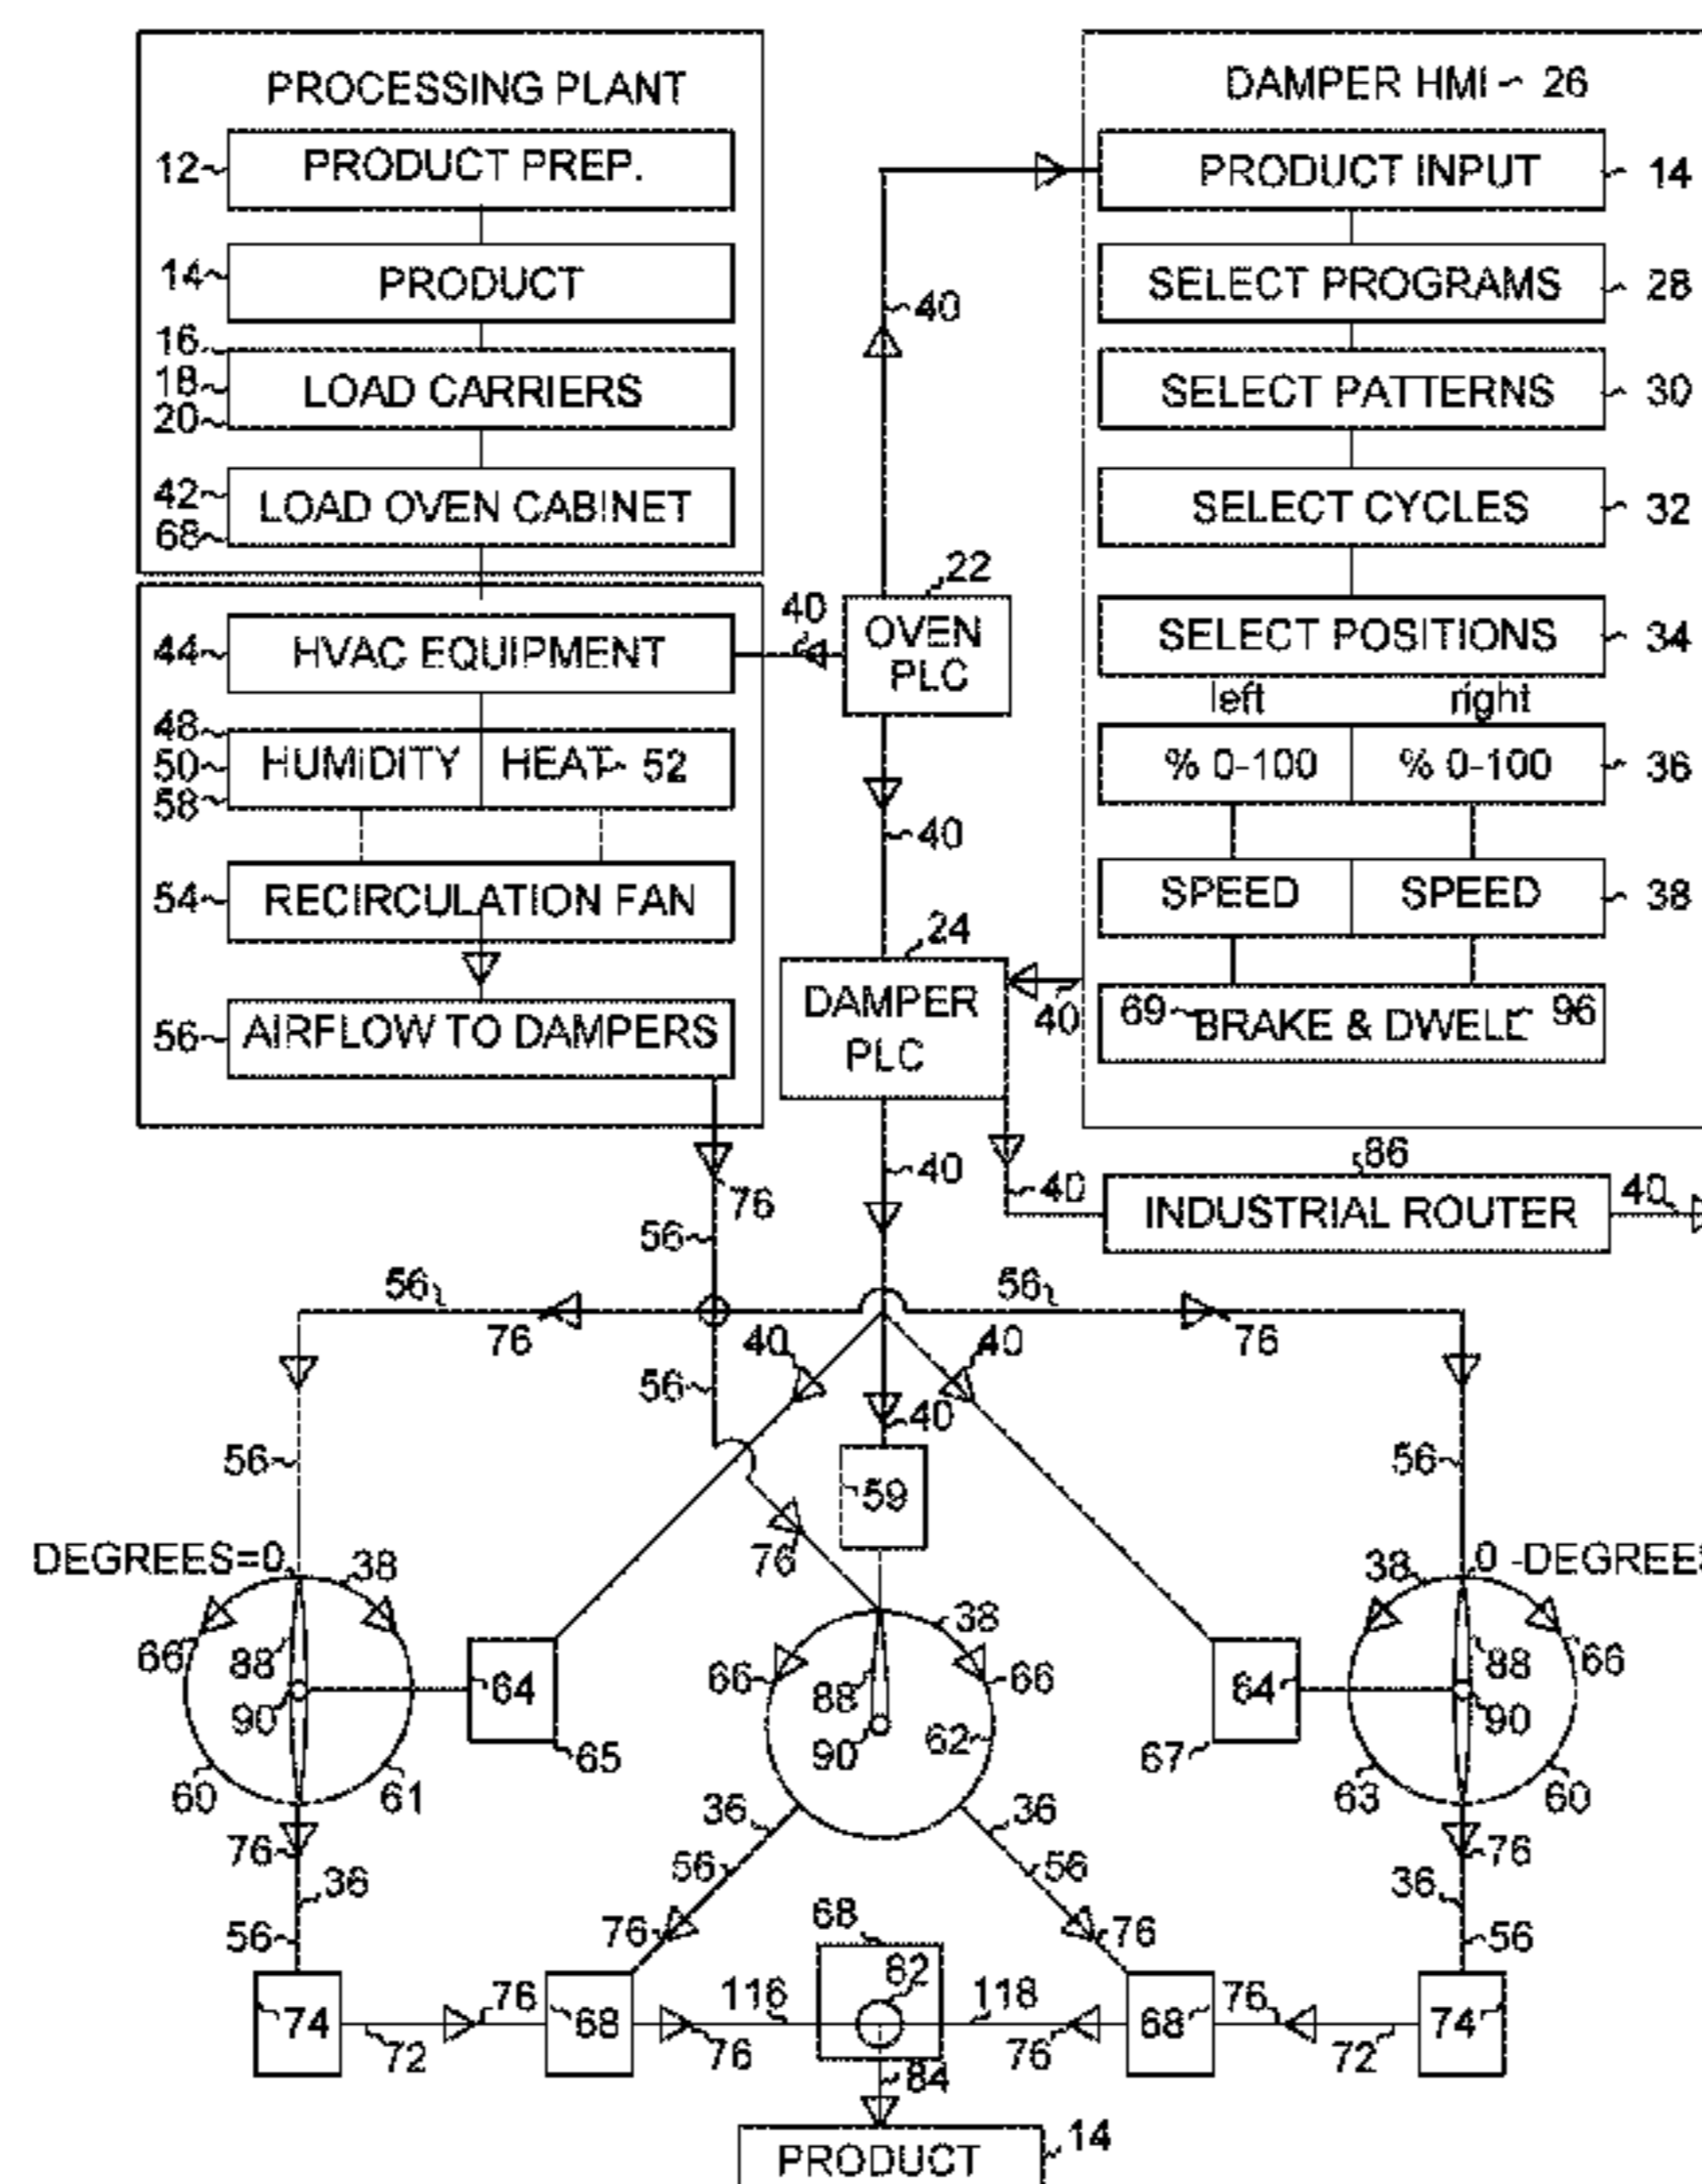 PROCESSING PLANT
12 PRODUCT PREP.
14 PRODUCT
16
18 LOAD CARRIERS
20
42 LOAD OVEN CABINET
68
DAMPER HMI 26
PRODUCT INPUT 14
SELECT PROGRAMS 28
SELECT PATTERNS 30
SELECT CYCLES 32
SELECT POSITIONS 34
left right
% 0-100 % 0-100 36
SPEED SPEED 38
69 BRAKE & DWELL 96
40
22
40 OVEN
PLC
44 HVAC EQUIPMENT
48
50 HUMIDITY HEAT 52
58
54 RECIRCULATION FAN
56 AIRFLOW TO DAMPERS
40
24
DAMPER
PLC
40
40 40
86
INDUSTRIAL ROUTER 40
76
56
56 56
76 76
40 40
56 40
56 59 56
76
DEGREES=0 38 38 0 -DEGREES
66 88 90 60 61
64 65
38 66 88 66 90 62
64 67
88 66 90 63 60
76 36 36 76
36 56 56 36
56 76 68 76 56
74 76 68 116 82 118 68 76 74
72 76 76 72
84
PRODUCT 14